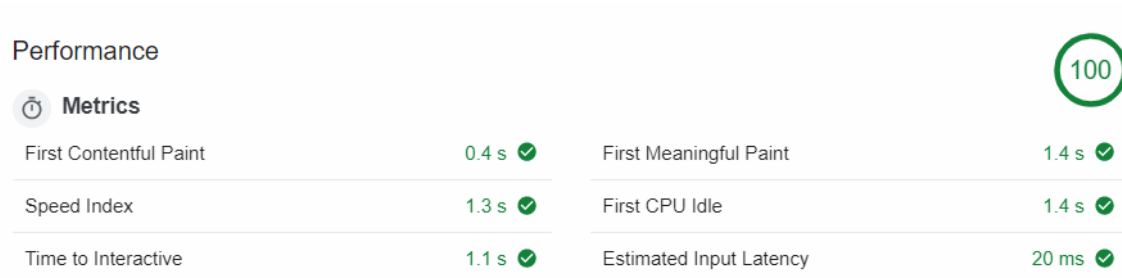 Performance
100
Metrics
First Contentful Paint 0.4 s First Meaningful Paint 1.4 s
Speed Index 1.3 s First CPU Idle 1.4 s
Time to Interactive 1.1 s Estimated Input Latency 20 ms